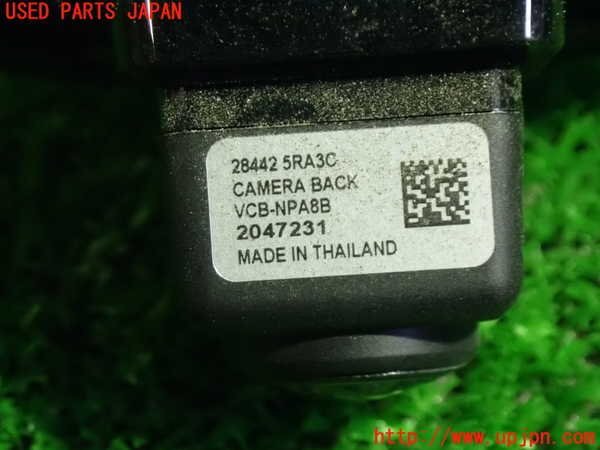 USED PARTS JAPAN
28442 5RA3C
CAMERA BACK
VCB-NPA8B
2047231
MADE IN THAILAND
http://www.upjpn.com/